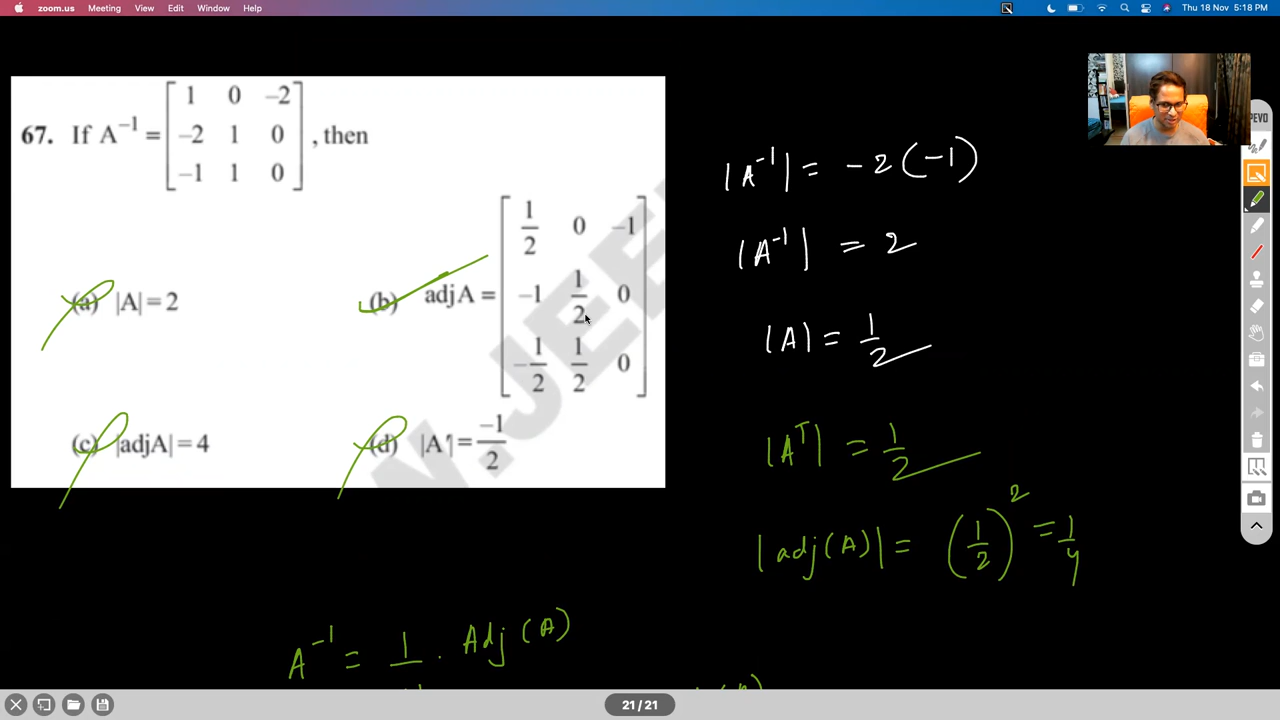 zoom.us Meeting View Edit Window Help Thu 18 Nov 5:18 PM
67. If A⁻¹ = [ 1 0 –2
–2 1 0
–1 1 0 ] , then
(a) |A| = 2
(b) adj A = [ 1/2 0 –1
–1 1/2 0
–1/2 1/2 0 ]
(c) |adjA| = 4
(d) |A'| = –1/2
|A⁻¹| = –2 (–1)
|A⁻¹| = 2
|A| = 1/2
|Aᵀ| = 1/2
|adj(A)| = (1/2)² = 1/4
A⁻¹ = 1 . Adj (A)
21 / 21